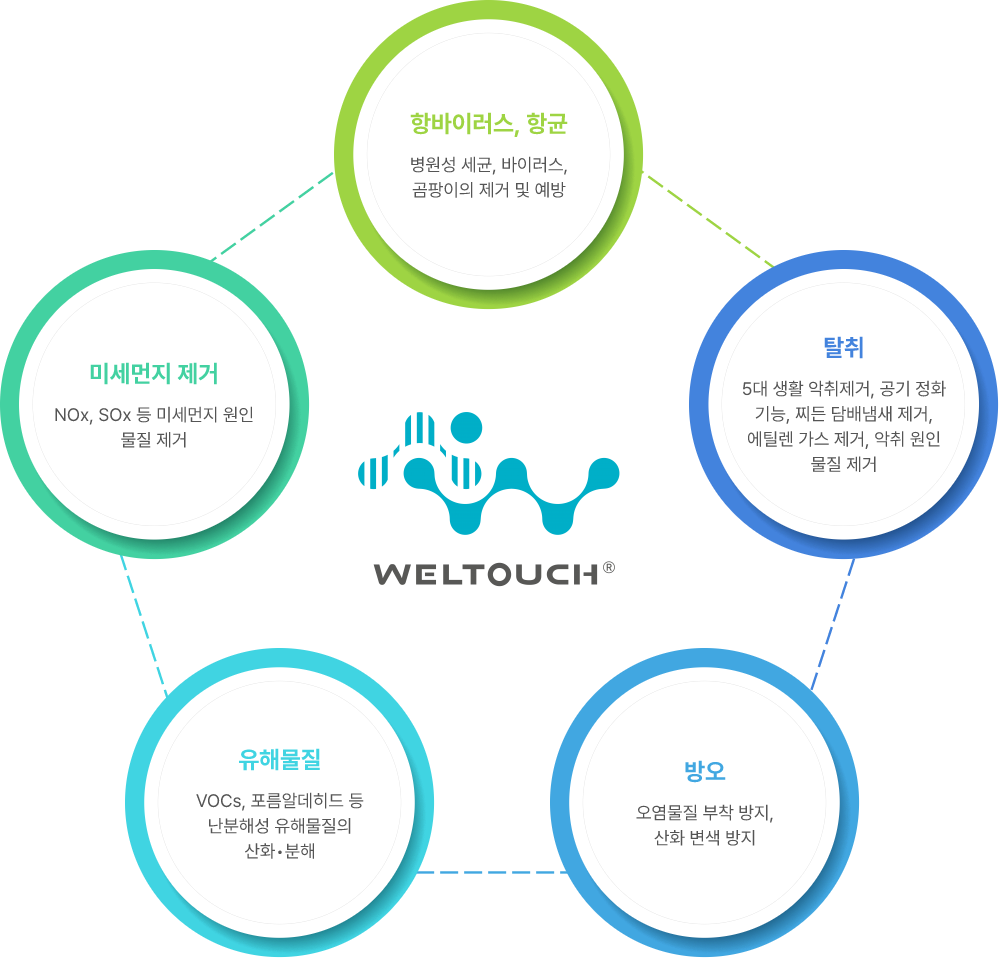 항바이러스, 항균
병원성 세균, 바이러스,
곰팡이의 제거 및 예방
미세먼지 제거
NOx, SOx 등 미세먼지 원인
물질 제거
탈취
5대 생활 악취제거, 공기 정화
기능, 찌든 담배냄새 제거,
에틸렌 가스 제거, 악취 원인
물질 제거
WELTOUCH®
유해물질
VOCs, 포름알데히드 등
난분해성 유해물질의
산화•분해
방오
오염물질 부착 방지,
산화 변색 방지